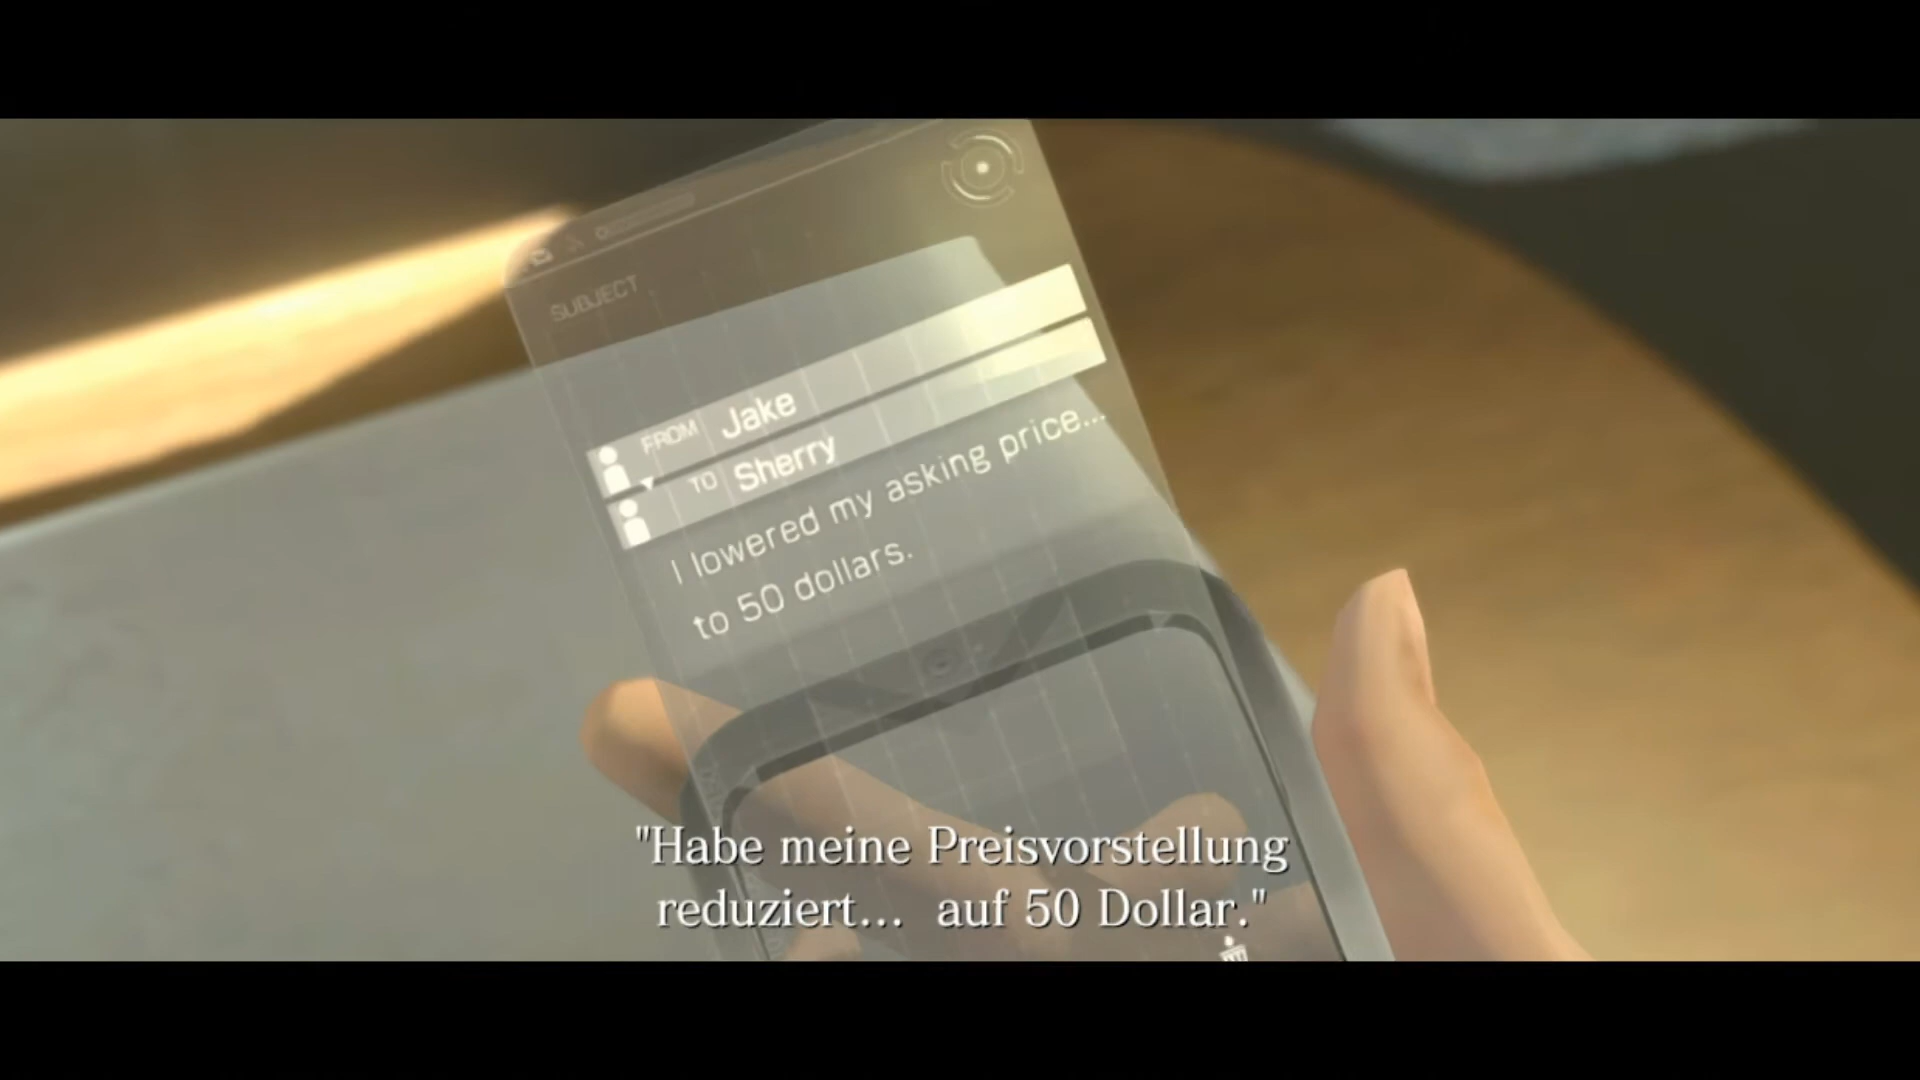 SUBJECT
FROM Jake
TO Sherry
I lowered my asking price...
to 50 dollars.
"Habe meine Preisvorstellung
reduziert... auf 50 Dollar."